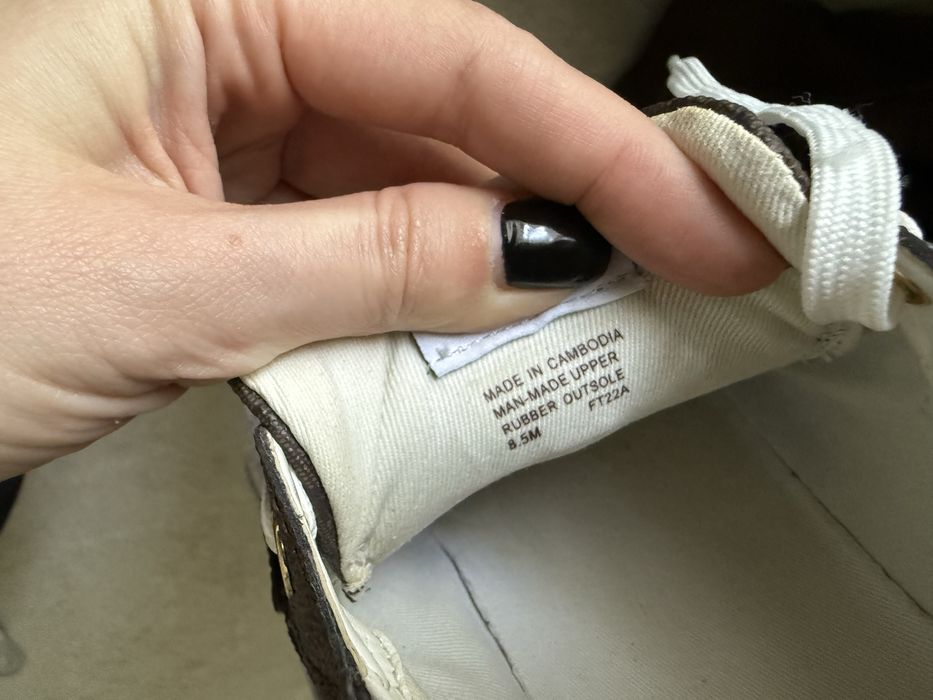 MADE IN CAMBODIA
MAN-MADE UPPER
RUBBER OUTSOLE
FT22A
8.5M